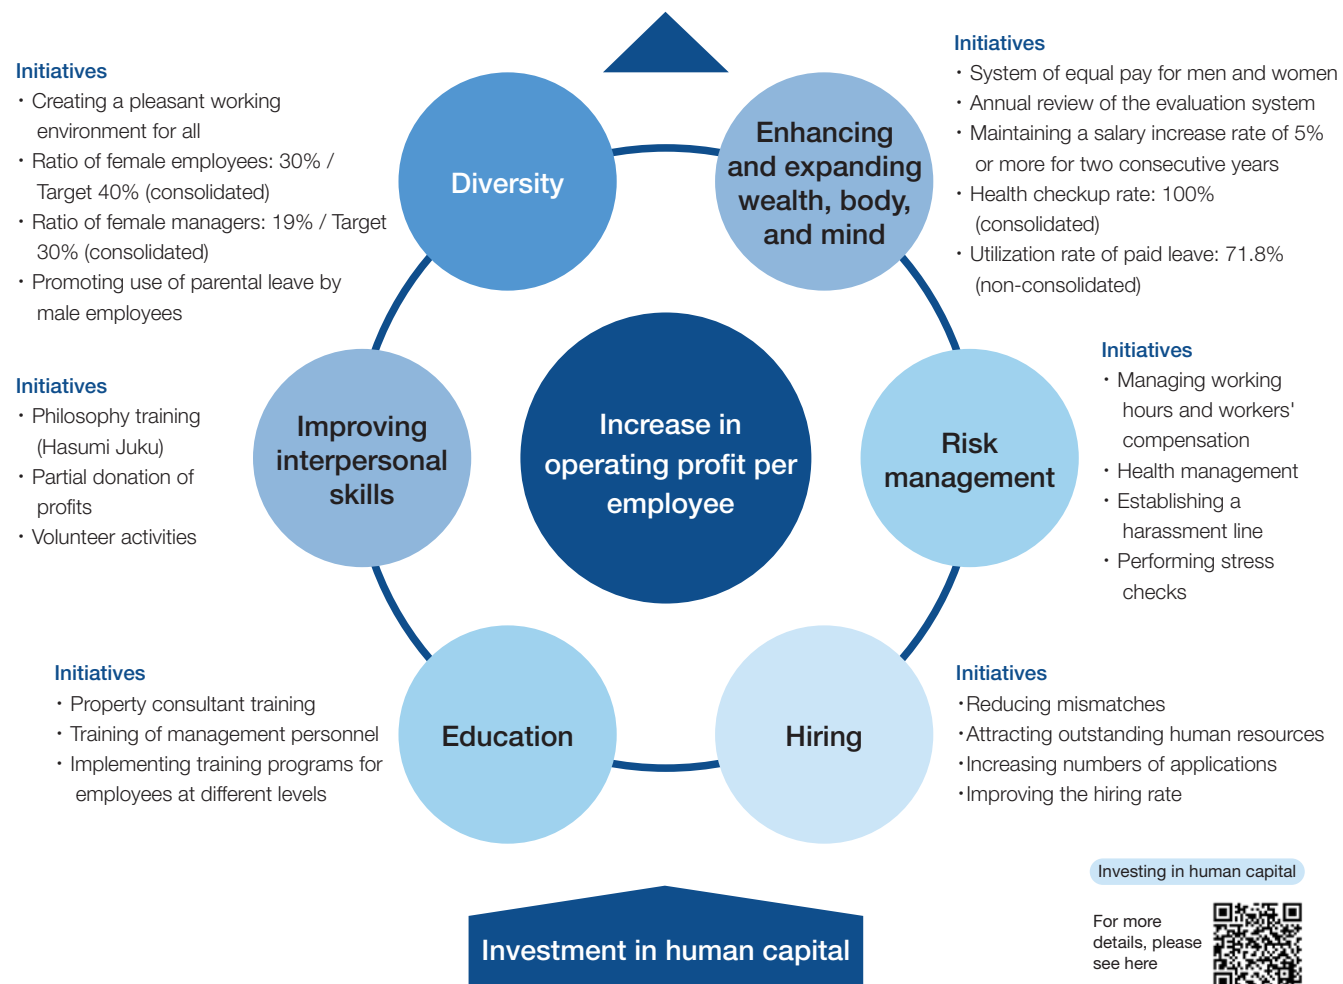 Initiatives
・Creating a pleasant working
environment for all
・Ratio of female employees: 30% /
Target 40% (consolidated)
・Ratio of female managers: 19% / Target
30% (consolidated)
・Promoting use of parental leave by
male employees
Diversity
Enhancing
and expanding
wealth, body,
and mind
Initiatives
・System of equal pay for men and women
・Annual review of the evaluation system
・Maintaining a salary increase rate of 5%
or more for two consecutive years
・Health checkup rate: 100%
(consolidated)
・Utilization rate of paid leave: 71.8%
(non-consolidated)
Initiatives
・Philosophy training
(Hasumi Juku)
・Partial donation of
profits
・Volunteer activities
Improving
interpersonal
skills
Increase in
operating profit per
employee
Risk
management
Initiatives
・Managing working
hours and workers'
compensation
・Health management
・Establishing a
harassment line
・Performing stress
checks
Initiatives
・Property consultant training
・Training of management personnel
・Implementing training programs for
employees at different levels
Education
Hiring
Initiatives
・Reducing mismatches
・Attracting outstanding human resources
・Increasing numbers of applications
・Improving the hiring rate
Investment in human capital
Investing in human capital
For more
details, please
see here